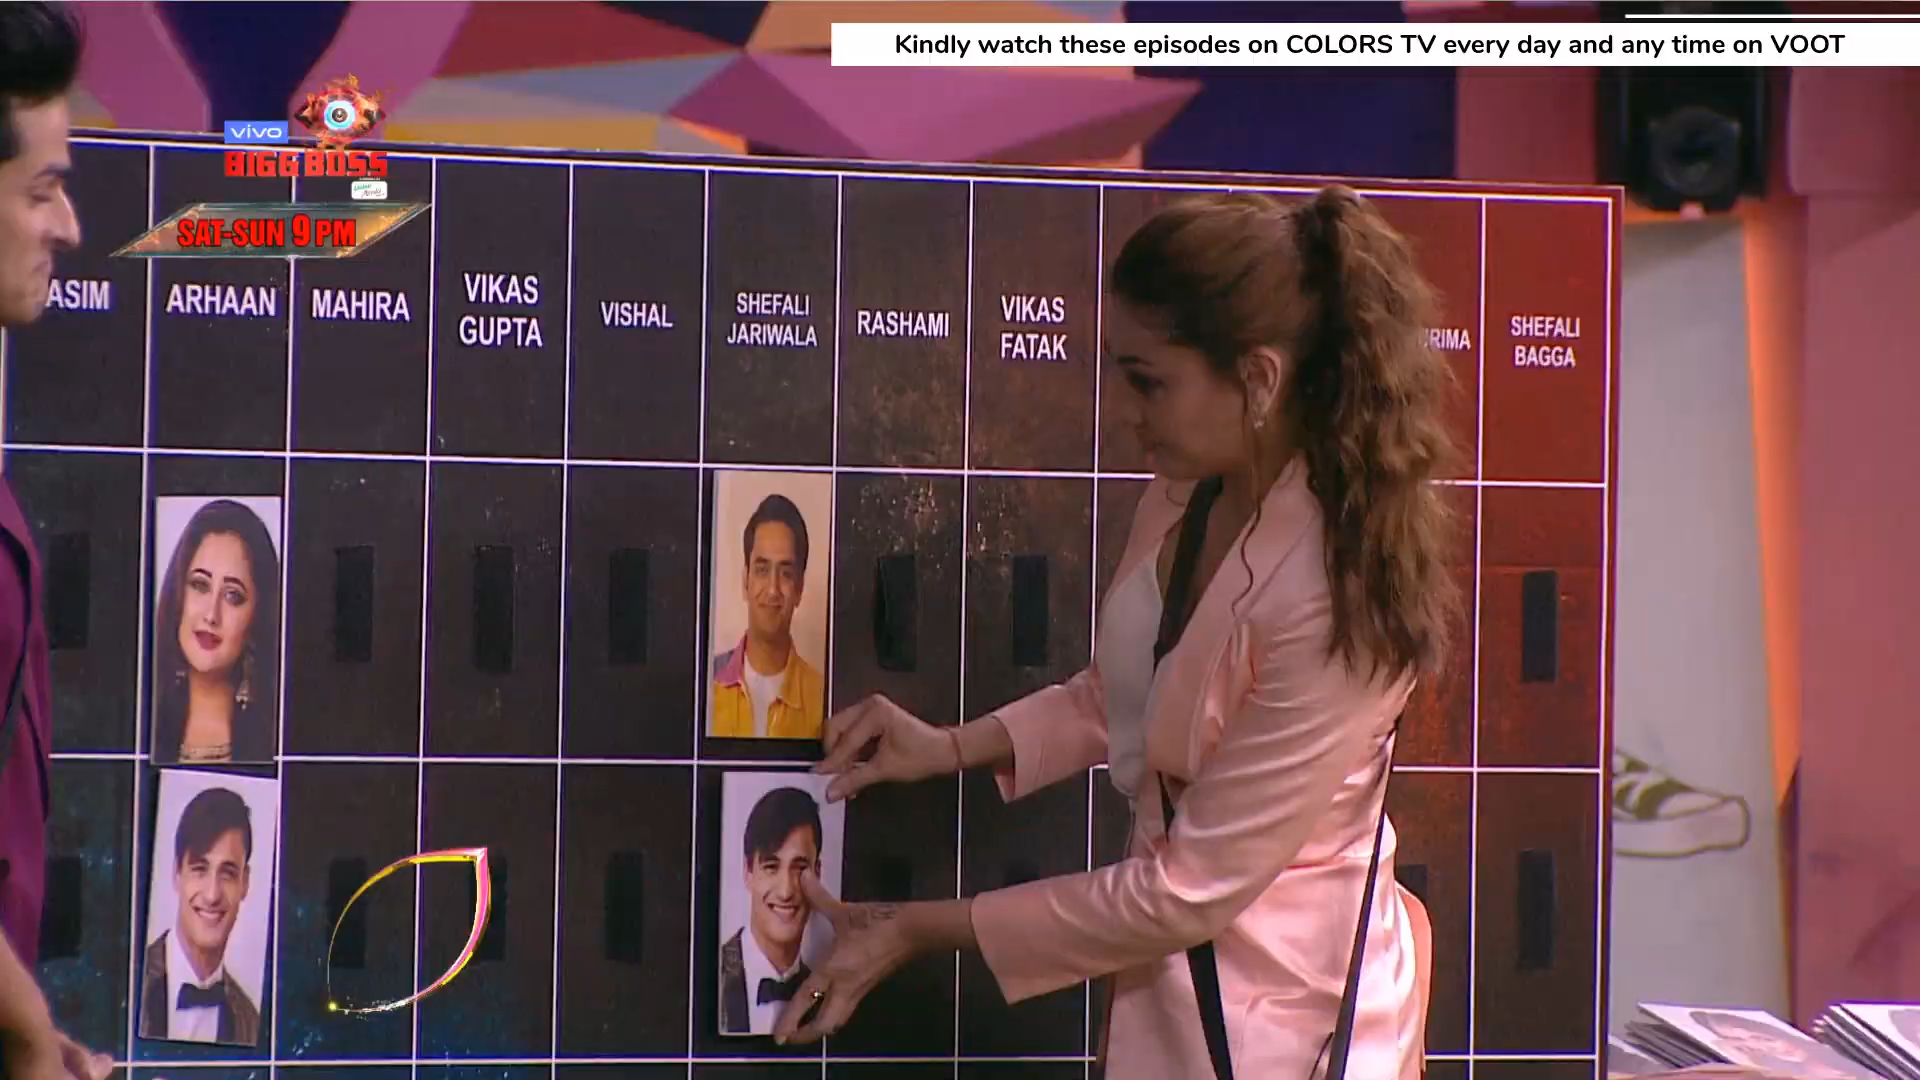 Kindly watch these episodes on COLORS TV every day and any time on VOOT
vivo
BIGG BOSS
SAT-SUN 9 PM
ASIM
ARHAAN
MAHIRA
VIKAS
GUPTA
VISHAL
SHEFALI
JARIWALA
RASHAMI
VIKAS
FATAK
RIMA
SHEFALI
BAGGA